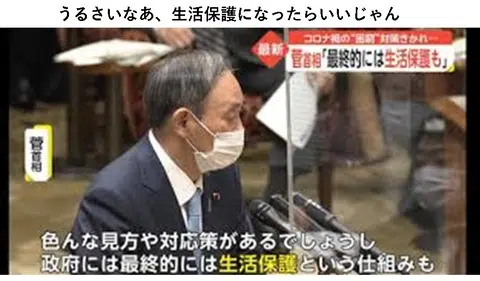 うるさいなあ、生活保護になったらいいじゃん
最新
コロナ禍の"困窮"対策きかれ…
菅首相「最終的には生活保護も」
菅首相
色んな見方や対応策があるでしょうし
政府には最終的には生活保護という仕組みも